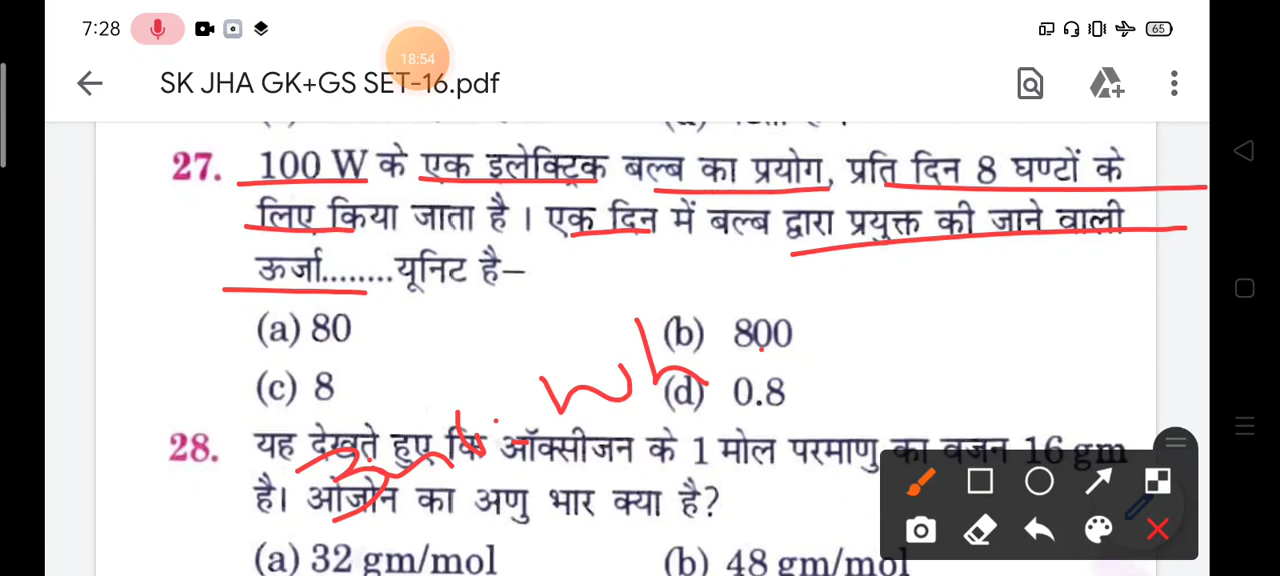 7:28
65
18:54
SK JHA GK+GS SET-16.pdf
27. 100 W के एक इलेक्ट्रिक बल्ब का प्रयोग, प्रति दिन 8 घण्टों के
लिए किया जाता है। एक दिन में बल्ब द्वारा प्रयुक्त की जाने वाली
ऊर्जा........यूनिट है–
(a) 80 (b) 800
(c) 8 (d) 0.8
wh
28. यह देखते हुए कि ऑक्सीजन के 1 मोल परमाणु का वजन 16 gm
है। ओजोन का अणु भार क्या है?
(a) 32 gm/mol (b) 48 gm/mol